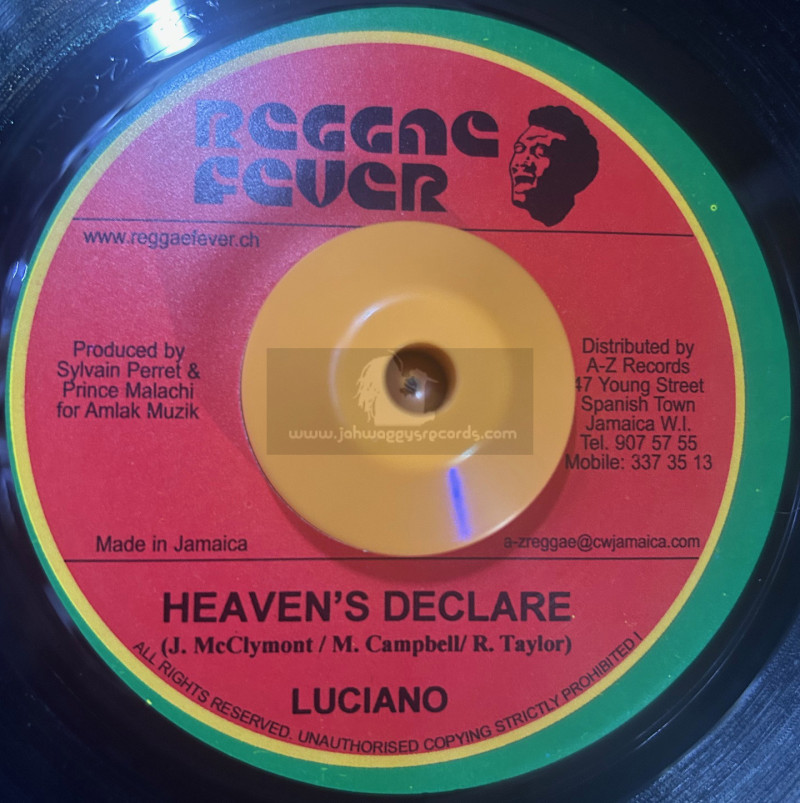 REGGAE
FEVER
www.reggaefever.ch
Produced by
Sylvain Perret &
Prince Malachi
for Amlak Muzik
Distributed by
A-Z Records
47 Young Street
Spanish Town
Jamaica W.I.
Tel. 907 57 55
Mobile: 337 35 13
www.jahwaggysrecords.com
Made in Jamaica
a-zreggae@cwjamaica.com
HEAVEN'S DECLARE
(J. McClymont / M. Campbell/ R. Taylor)
LUCIANO
ALL RIGHTS RESERVED. UNAUTHORISED COPYING STRICTLY PROHIBITED !